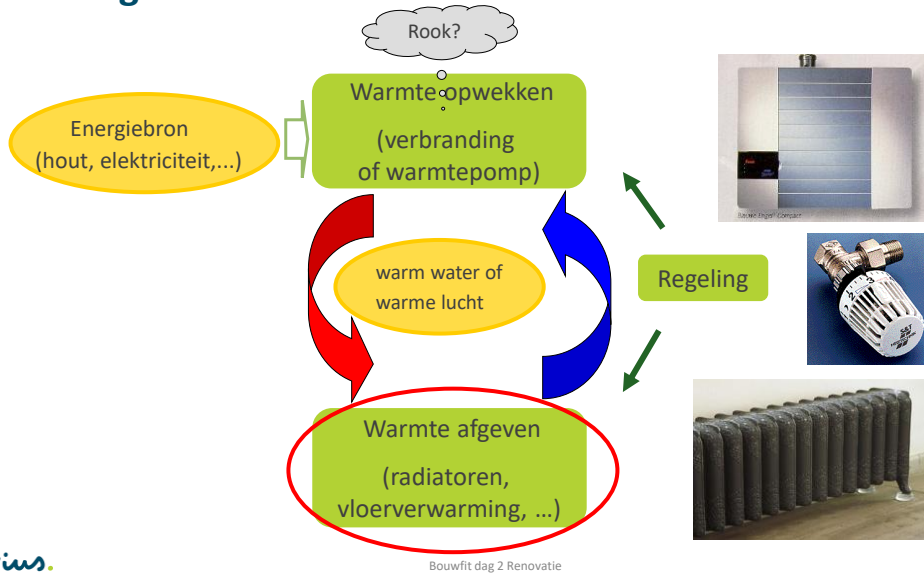 Rook?
Warmte opwekken
(verbranding
of warmtepomp)
Energiebron
(hout, elektriciteit,...)
warm water of
warme lucht
Regeling
Warmte afgeven
(radiatoren,
vloerverwarming, ...)
Bouwfit dag 2 Renovatie